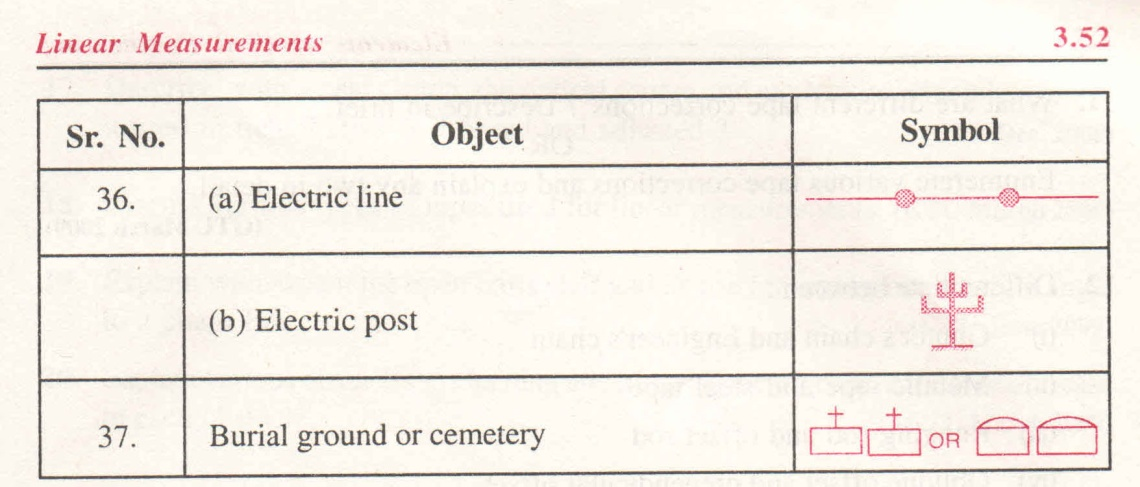 Linear Measurements 3.52
Sr. No. Object Symbol
36. (a) Electric line
(b) Electric post
37. Burial ground or cemetery OR